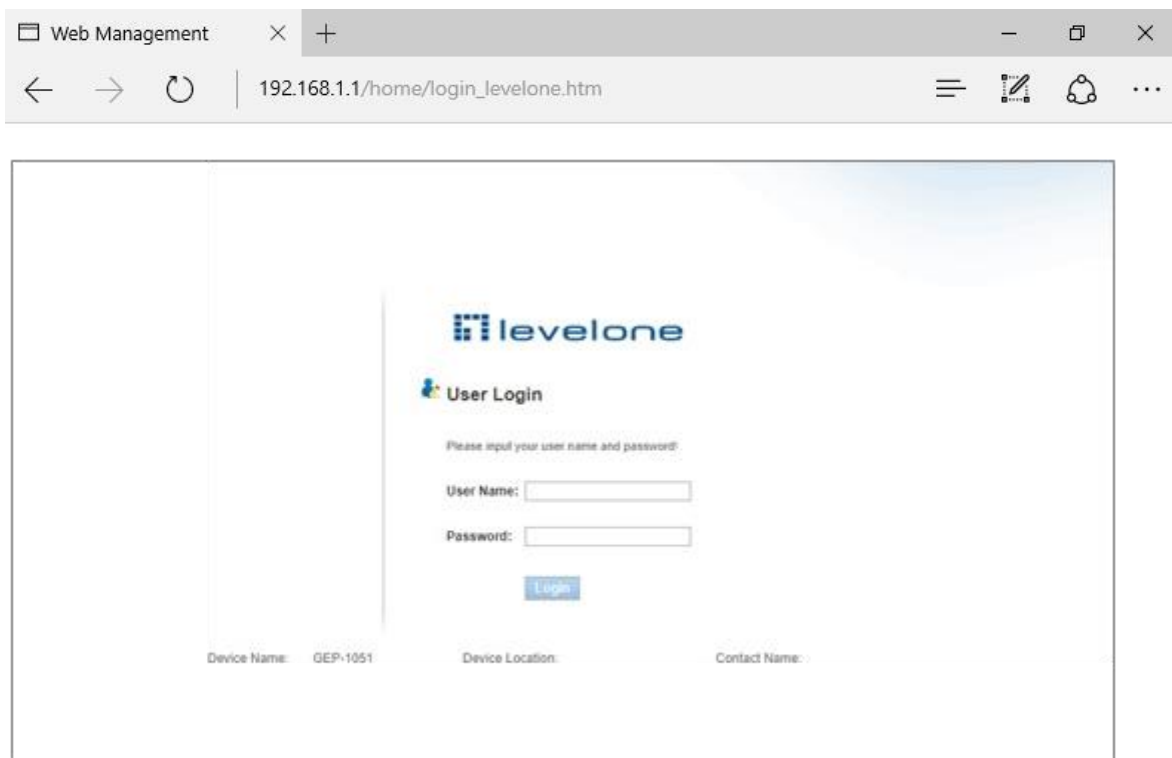 Web Management
192.168.1.1/home/login_levelone.htm
levelone
User Login
Please input your user name and password!
User Name:
Password:
Login
Device Name: GEP-1051 Device Location: Contact Name: